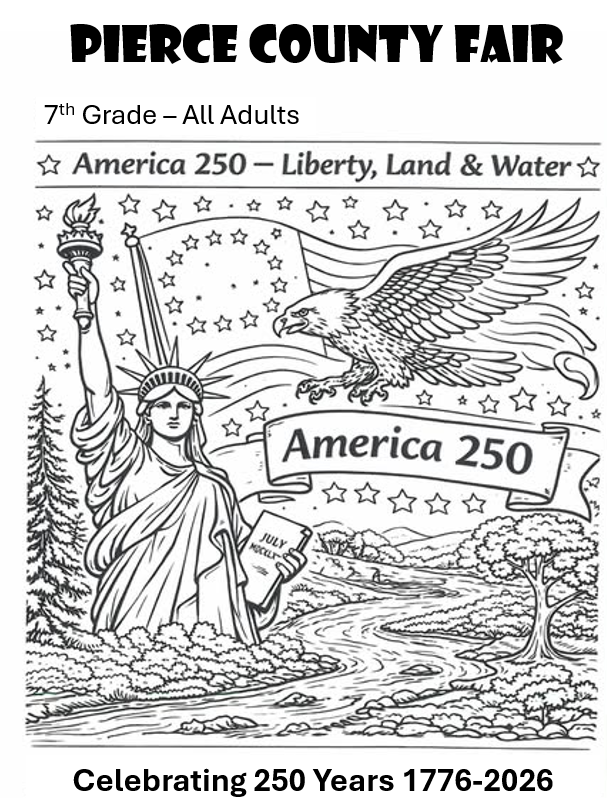 PIERCE COUNTY FAIR
7th Grade – All Adults
America 250 — Liberty, Land & Water
America 250
JULY
Celebrating 250 Years 1776-2026